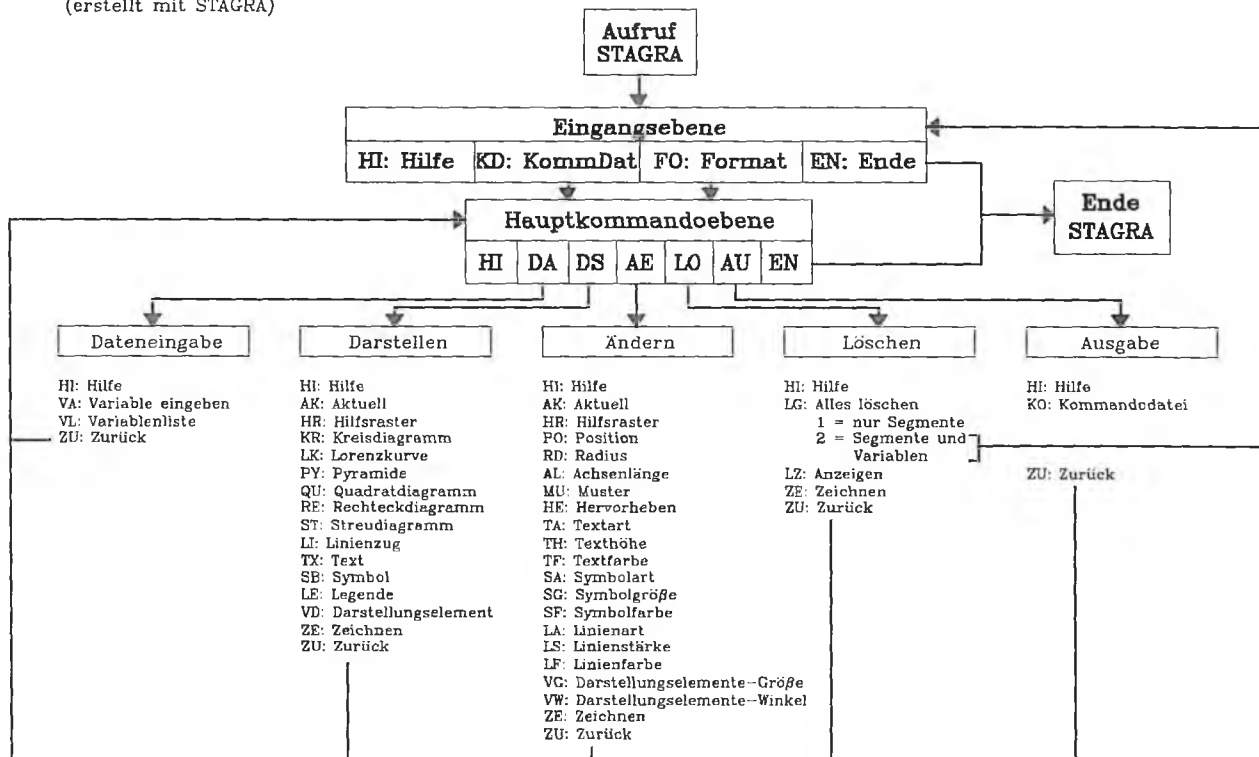 (erstellt mit STAGRA)
Aufruf
STAGRA
Eingangsebene
HI: Hilfe KD: KommDat FO: Format EN: Ende
Ende
STAGRA
Hauptkommandoebene
HI DA DS AE LO AU EN
Dateneingabe
HI: Hilfe
VA: Variable eingeben
VL: Variablenliste
ZU: Zurück
Darstellen
HI: Hilfe
AK: Aktuell
HR: Hilfsraster
KR: Kreisdiagramm
LK: Lorenzkurve
PY: Pyramide
QU: Quadratdiagramm
RE: Rechteckdiagramm
ST: Streudiagramm
LI: Linienzug
TX: Text
SB: Symbol
LE: Legende
VD: Darstellungselement
ZE: Zeichnen
ZU: Zurück
Ändern
HI: Hilfe
AK: Aktuell
HR: Hilfsraster
PO: Position
RD: Radius
AL: Achsenlänge
MU: Muster
HE: Hervorheben
TA: Textart
TH: Texthöhe
TF: Textfarbe
SA: Symbolart
SG: Symbolgröße
SF: Symbolfarbe
LA: Linienart
LS: Linienstärke
LF: Linienfarbe
VG: Darstellungselemente-Größe
VW: Darstellungselemente-Winkel
ZE: Zeichnen
ZU: Zurück
Löschen
HI: Hilfe
LG: Alles löschen
1 = nur Segmente
2 = Segmente und
Variablen
LZ: Anzeigen
ZE: Zeichnen
ZU: Zurück
Ausgabe
HI: Hilfe
KO: Kommandodatei
ZU: Zurück